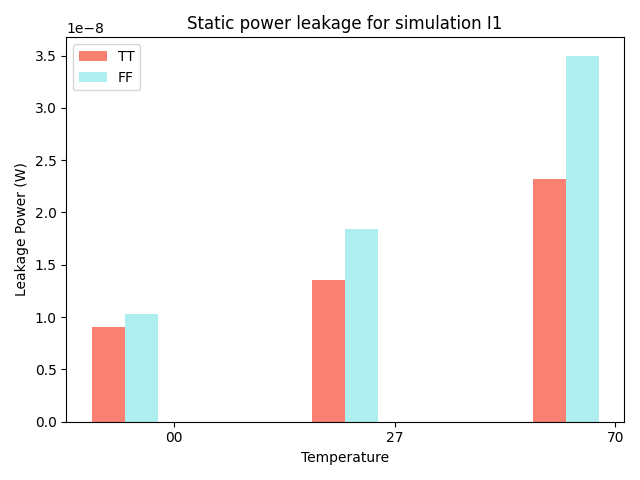 Static power leakage for simulation I1
1e−8
TT
FF
3.5
3.0
2.5
2.0
1.5
1.0
0.5
0.0
Leakage Power (W)
00
27
70
Temperature